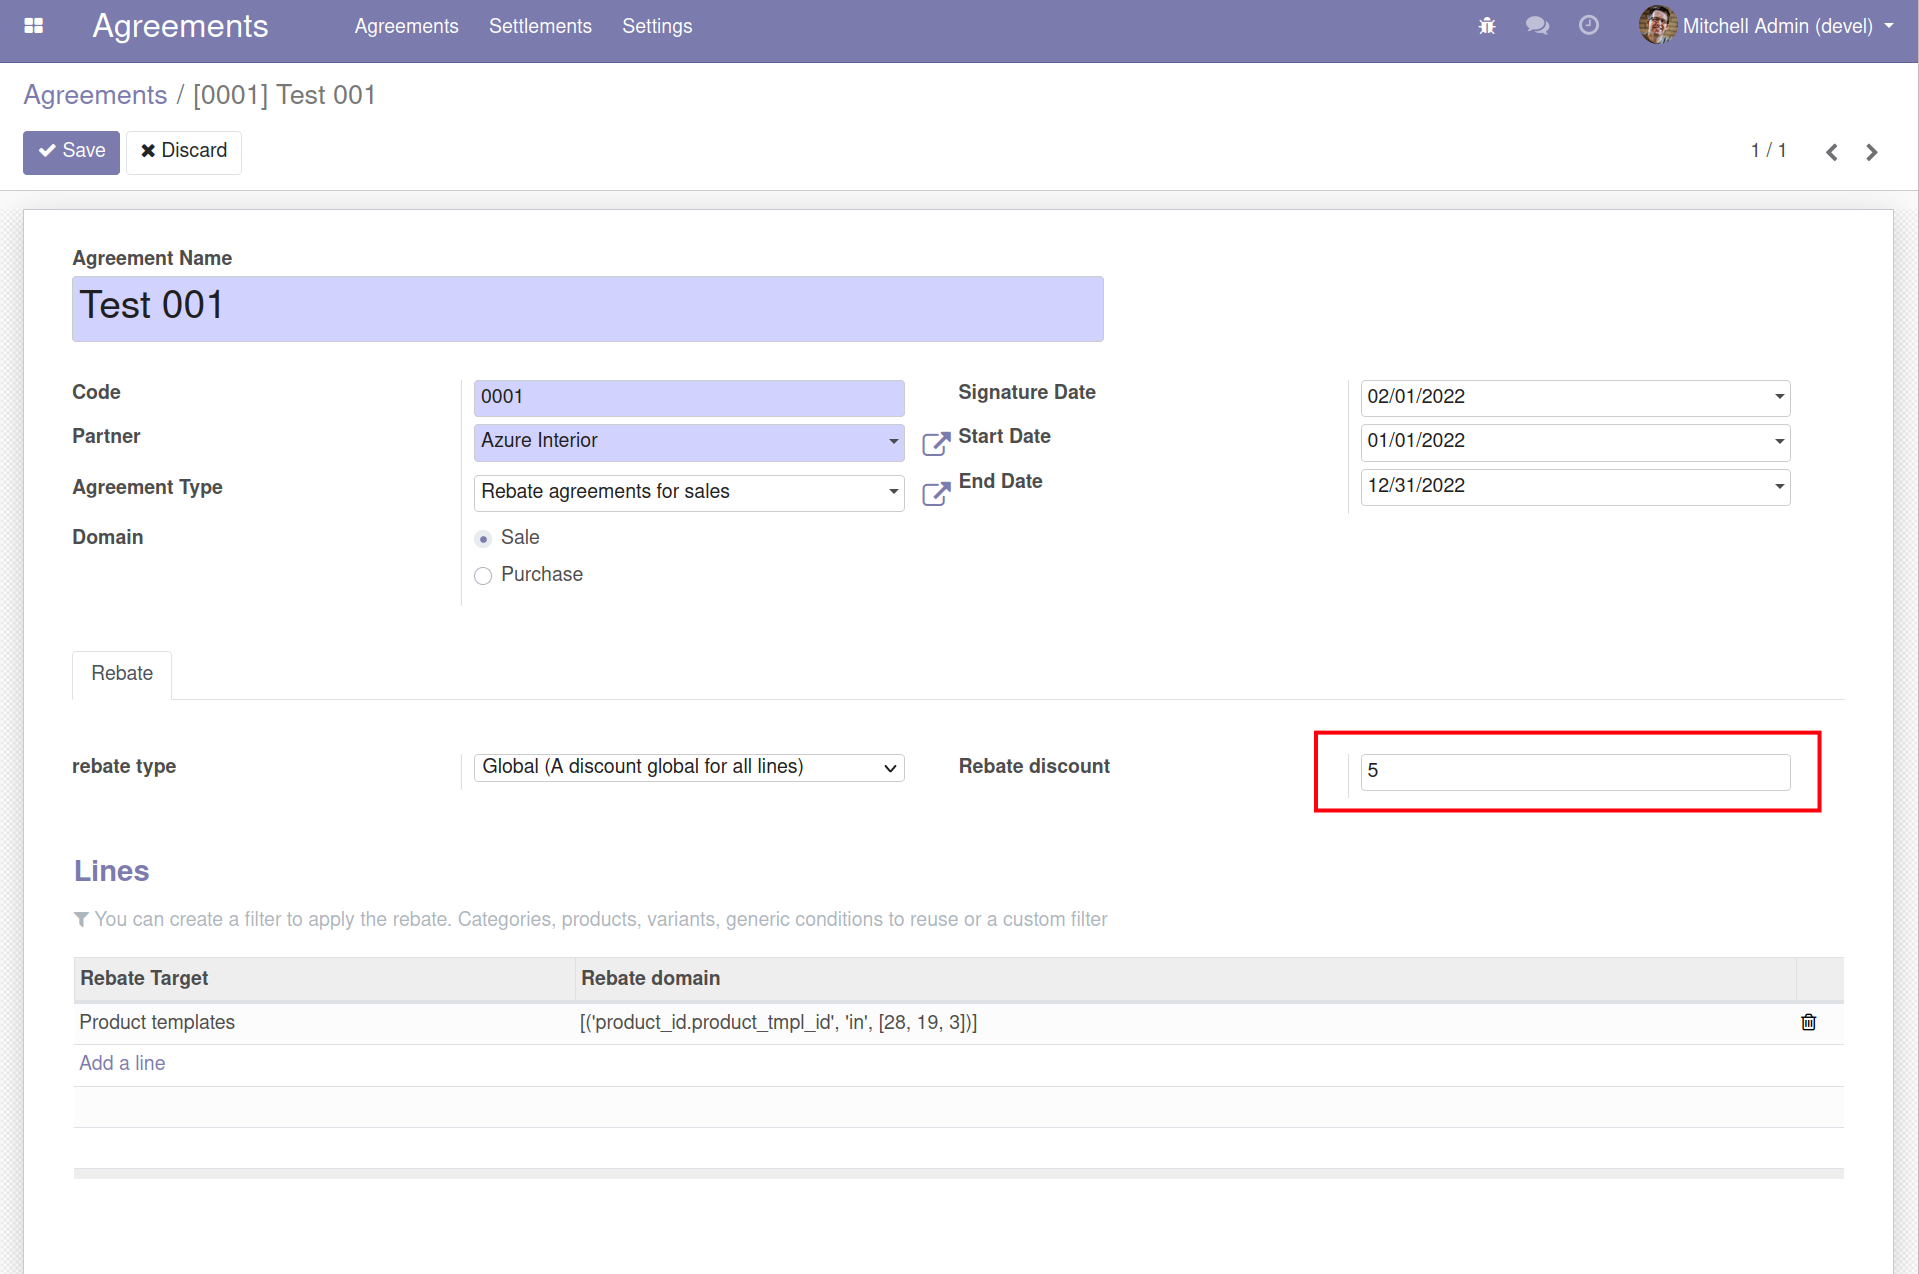 Agreements Agreements Settlements Settings Mitchell Admin (devel)
Agreements / [0001] Test 001
Save Discard 1 / 1
Agreement Name
Test 001
Code 0001 Signature Date 02/01/2022
Partner Azure Interior Start Date 01/01/2022
Agreement Type Rebate agreements for sales End Date 12/31/2022
Domain Sale
Purchase
Rebate
rebate type Global (A discount global for all lines) Rebate discount 5
Lines
You can create a filter to apply the rebate. Categories, products, variants, generic conditions to reuse or a custom filter
Rebate Target Rebate domain
Product templates [('product_id.product_tmpl_id', 'in', [28, 19, 3])]
Add a line